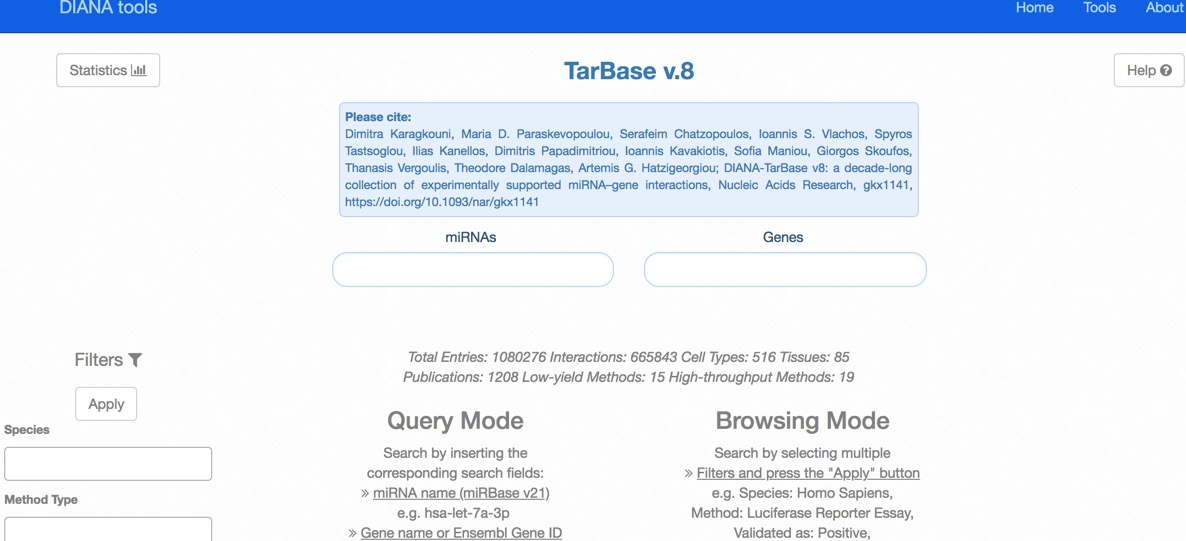 DIANA tools
Home Tools About
Statistics
TarBase v.8
Help
Please cite:
Dimitra Karagkouni, Maria D. Paraskevopoulou, Serafeim Chatzopoulos, Ioannis S. Vlachos, Spyros
Tastsoglou, Ilias Kanellos, Dimitris Papadimitriou, Ioannis Kavakiotis, Sofia Maniou, Giorgos Skoufos,
Thanasis Vergoulis, Theodore Dalamagas, Artemis G. Hatzigeorgiou; DIANA-TarBase v8: a decade-long
collection of experimentally supported miRNA–gene interactions, Nucleic Acids Research, gkx1141,
https://doi.org/10.1093/nar/gkx1141
miRNAs
Genes
Filters
Apply
Species
Method Type
Total Entries: 1080276 Interactions: 665843 Cell Types: 516 Tissues: 85
Publications: 1208 Low-yield Methods: 15 High-throughput Methods: 19
Query Mode
Search by inserting the
corresponding search fields:
» miRNA name (miRBase v21)
e.g. hsa-let-7a-3p
» Gene name or Ensembl Gene ID
Browsing Mode
Search by selecting multiple
» Filters and press the "Apply" button
e.g. Species: Homo Sapiens,
Method: Luciferase Reporter Essay,
Validated as: Positive,